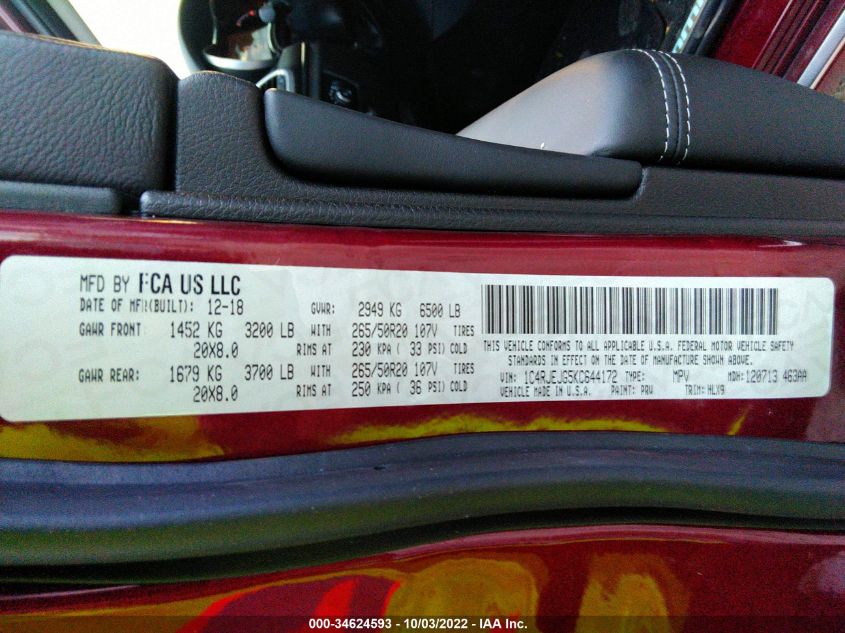 MFD BY FCA US LLC
DATE OF MFR(BUILT): 12-18 GVWR: 2949 KG 6500 LB
GAWR FRONT: 1452 KG 3200 LB WITH 265/50R20 107V TIRES
20X8.0 RIMS AT 230 KPA ( 33 PSI) COLD
GAWR REAR: 1679 KG 3700 LB WITH 265/50R20 107V TIRES
20X8.0 RIMS AT 250 KPA ( 36 PSI) COLD
THIS VEHICLE CONFORMS TO ALL APPLICABLE U.S.A. FEDERAL MOTOR VEHICLE SAFETY
STANDARDS IN EFFECT ON THE DATE OF MANUFACTURE SHOWN ABOVE.
VIN: 1C4RJEJG5KC644172 TYPE: MPV MDH: 120713 463AA
VEHICLE MADE IN U.S.A. PAINT: PRV TRIM: HLX9
000-34624593 - 10/03/2022 - IAA Inc.